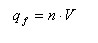 q_f = n · V